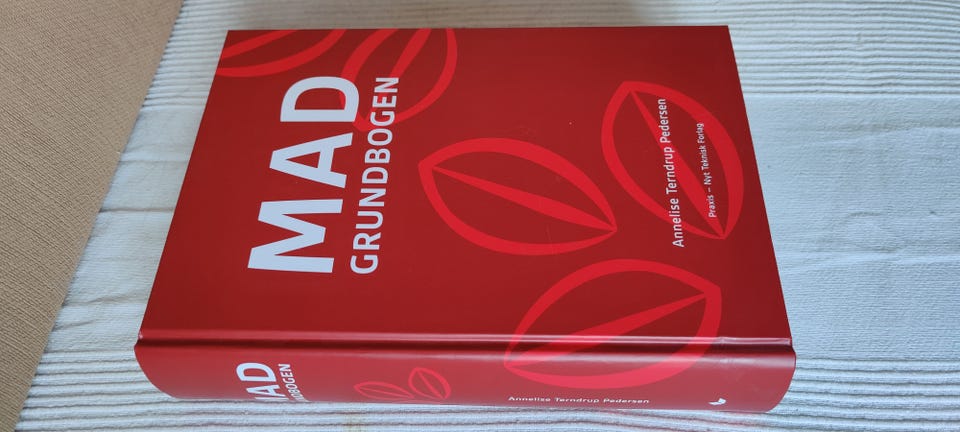 MAD
GRUNDBOGEN
Annelise Terndrup Pedersen
Praxis – Nyt Teknisk Forlag
MAD
GRUNDBOGEN
Annelise Terndrup Pedersen